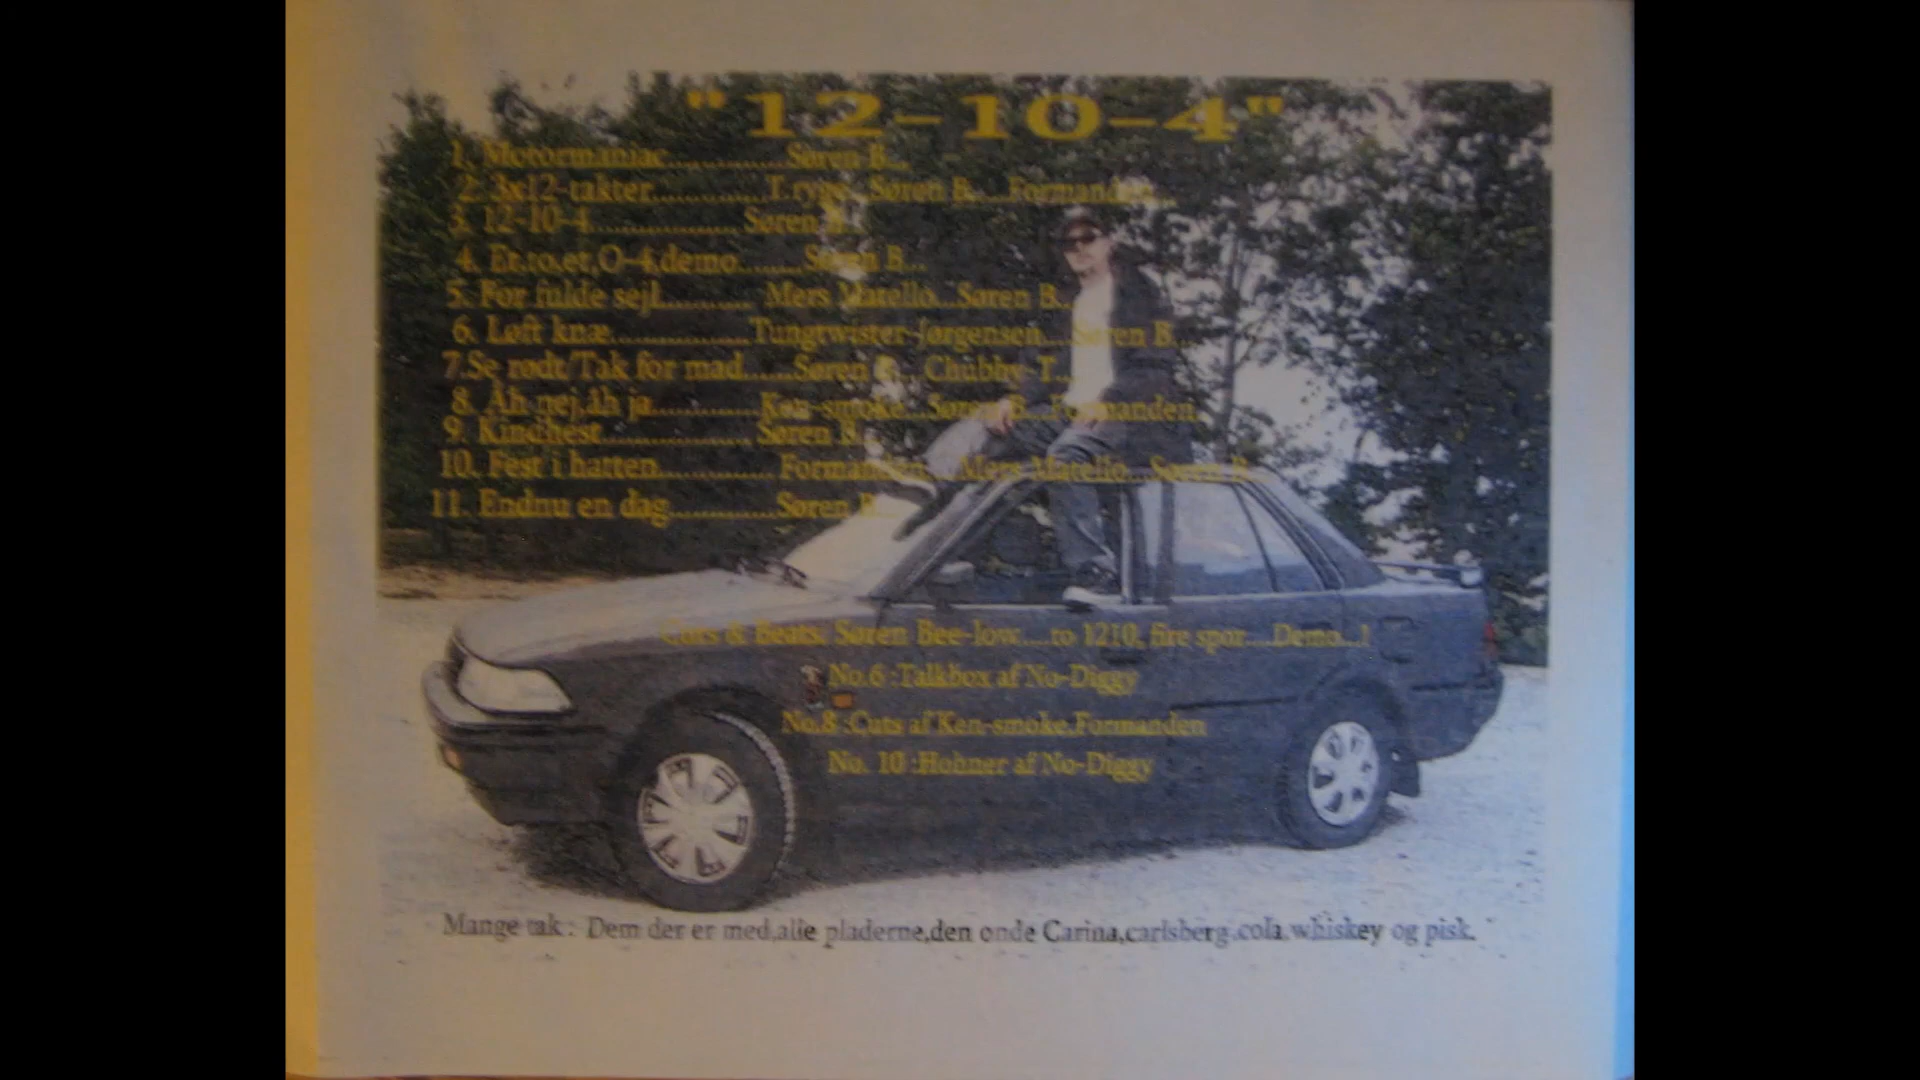 "12-10-4"
1. Motormaniac.............Søren B...
2. 3x12-takter.............T.ryge...Søren B.....Formanden...
3. 12-10-4................ Søren B...
4. Et,to,et,O-4,demo.......Søren B...
5. For fulde sejl.......... Mers Matello...Søren B...
6. Løft knæ...............Tungtwister-Jørgensen....Søren B...
7.Se rødt/Tak for mad......Søren B... Chubby-T...
8. Åh nej,åh ja............Ken-smoke...Søren B...Formanden.
9. Kindhest................ Søren B...
10. Fest i hatten............. Formanden... Mers Matello...Søren B...
11. Endnu en dag............Søren B...
Cuts & Beats: Søren Bee-low....to 1210, fire spor....Demo...1
No.6 :Talkbox af No-Diggy
No.8 :Cuts af Ken-smoke,Formanden
No. 10 :Hohner af No-Diggy
Mange tak : Dem der er med,alle pladerne,den onde Carina,carlsberg,cola,whiskey og pisk.